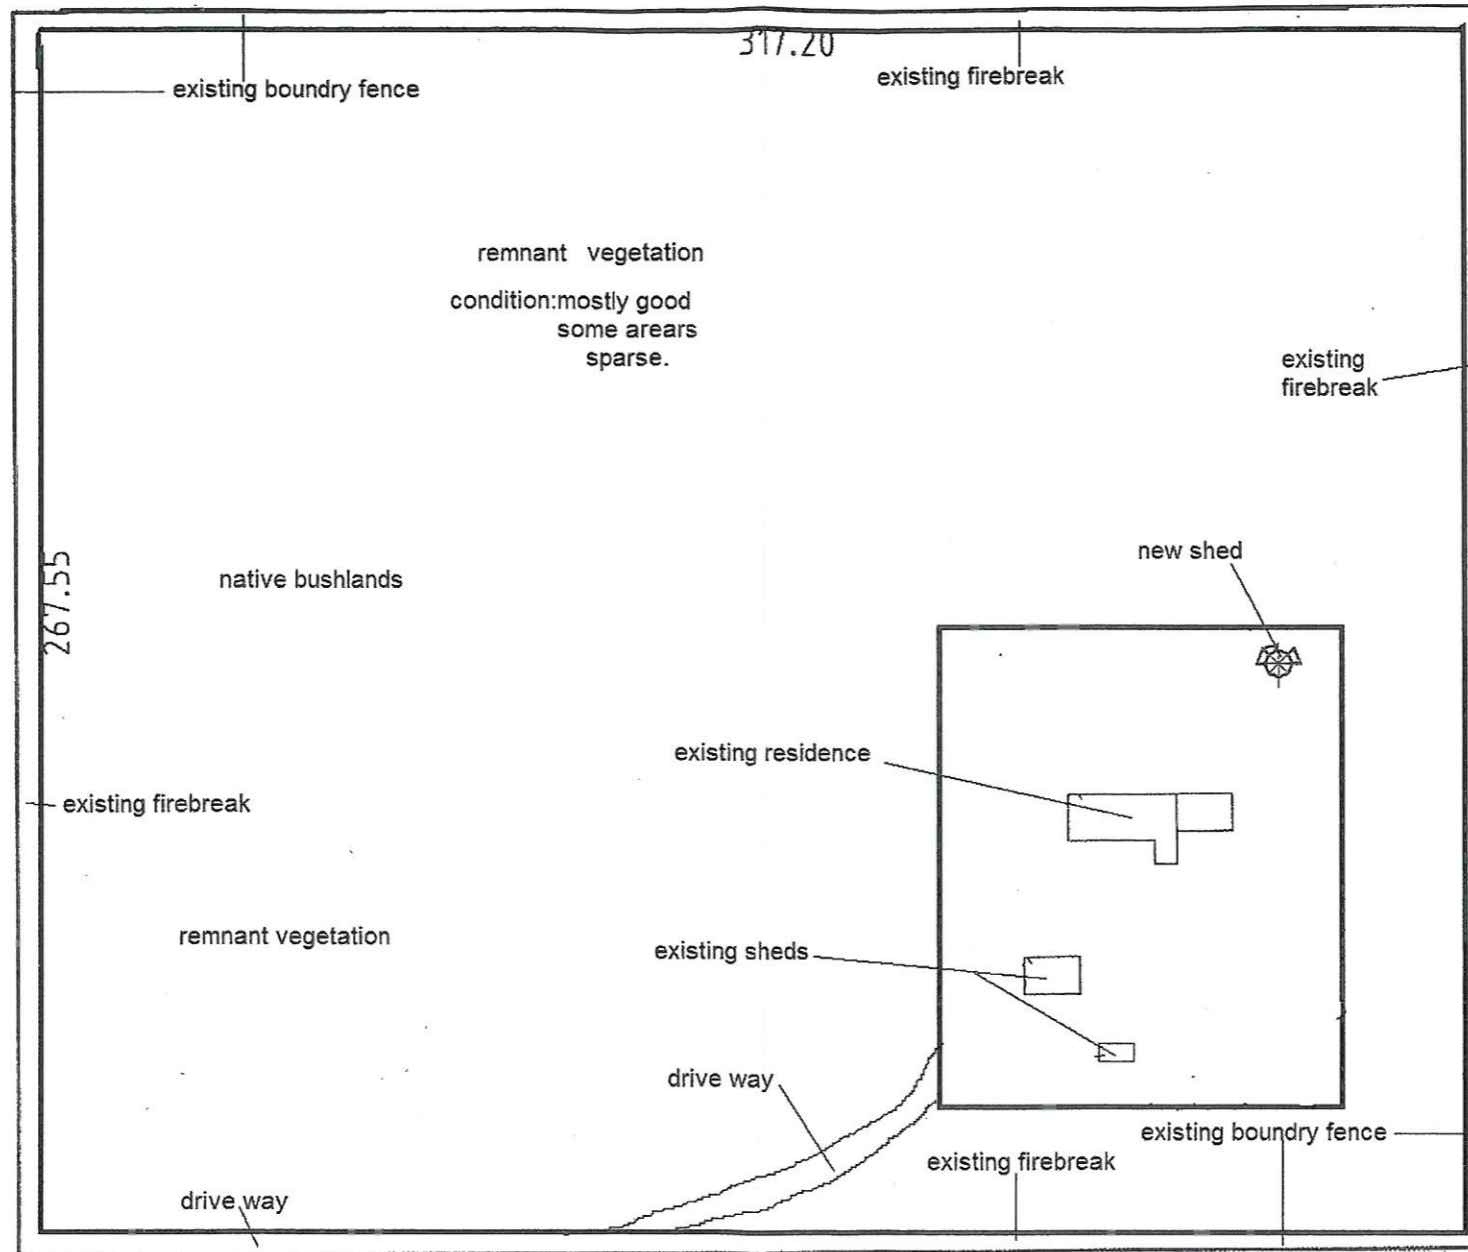 317.20
existing firebreak
existing boundry fence
remnant vegetation
condition:mostly good
some arears
sparse.
existing
firebreak
new shed
267.55
native bushlands
existing residence
existing firebreak
remnant vegetation
existing sheds
drive way
existing boundry fence
existing firebreak
drive way